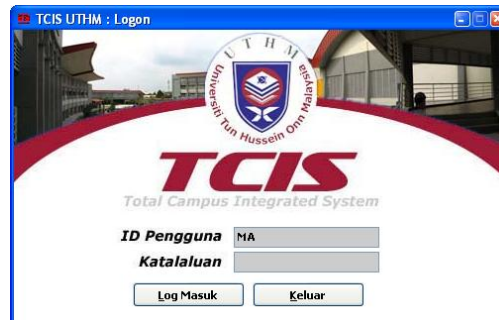 TCIS UTHM : Logon
UTHM
Universiti Tun Hussein Onn Malaysia
TCIS
Total Campus Integrated System
ID Pengguna MA
Katalaluan
Log Masuk Keluar